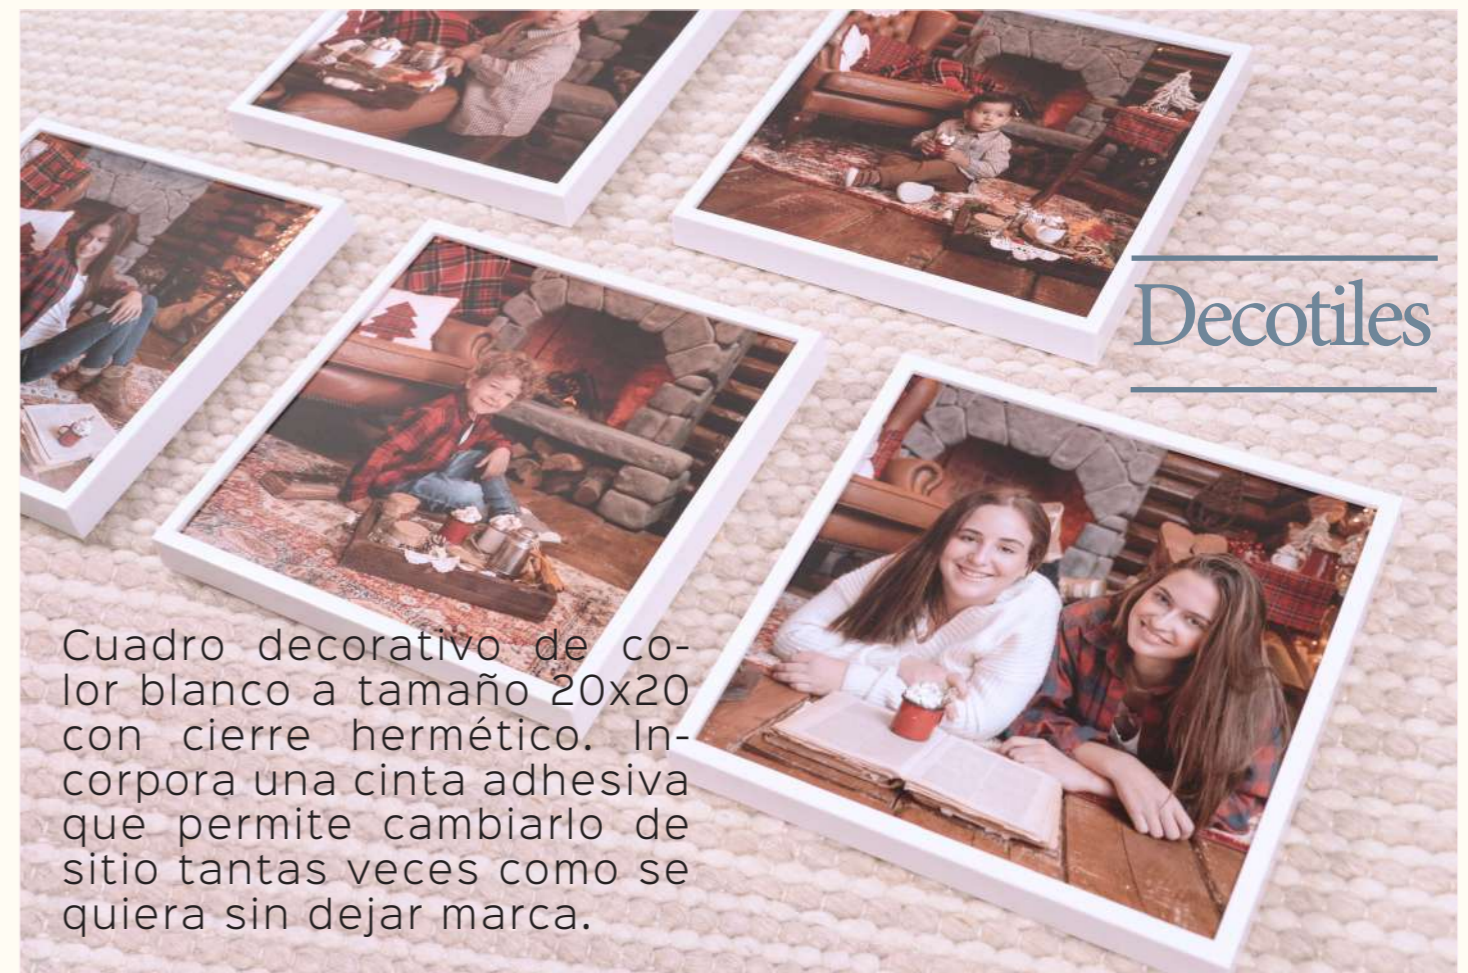 Decotiles
Cuadro decorativo de co-
lor blanco a tamaño 20x20
con cierre hermético. In-
corpora una cinta adhesiva
que permite cambiarlo de
sitio tantas veces como se
quiera sin dejar marca.